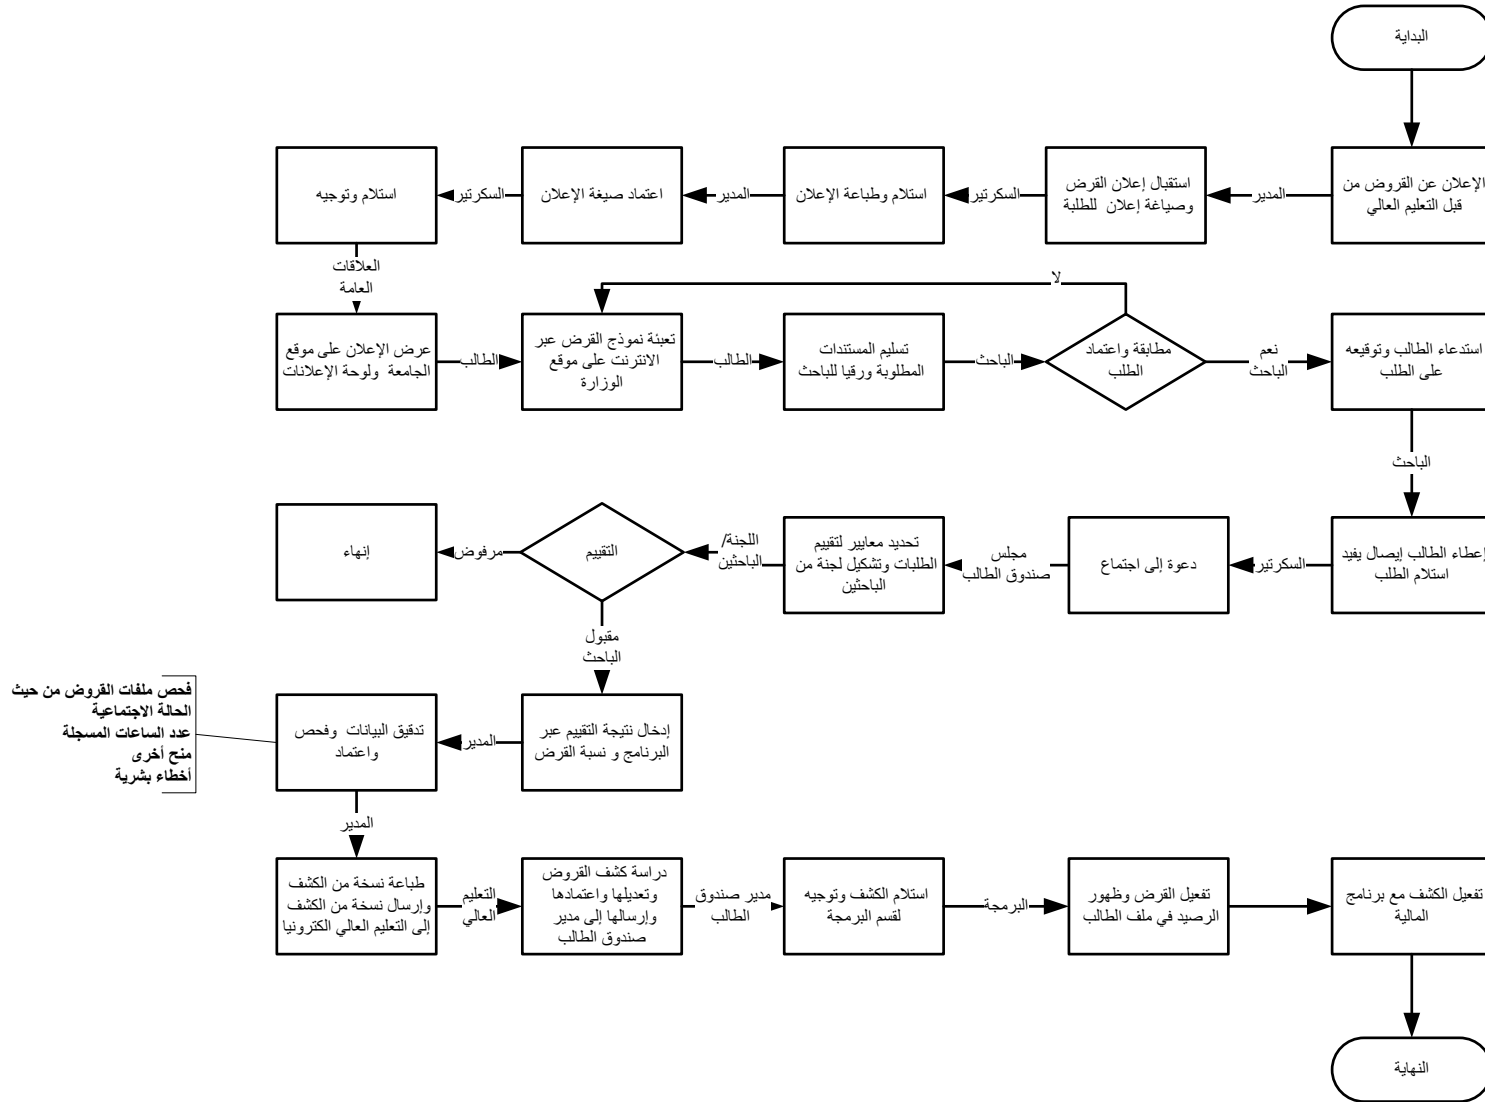 البداية
الإعلان عن القروض من
قبل التعليم العالي
المدير
استقبال إعلان القرض
وصياغة إعلان للطلبة
السكرتير
استلام وطباعة الإعلان
المدير
اعتماد صيغة الإعلان
السكرتير
استلام وتوجيه
العلاقات
العامة
عرض الإعلان على موقع
الجامعة ولوحة الإعلانات
الطالب
تعبئة نموذج القرض عبر
الانترنت على موقع
الوزارة
الطالب
تسليم المستندات
المطلوبة ورقيا للباحث
الباحث
مطابقة واعتماد
الطلب
لا
نعم
الباحث
استدعاء الطالب وتوقيعه
على الطلب
الباحث
إعطاء الطالب إيصال يفيد
استلام الطلب
السكرتير
دعوة إلى اجتماع
مجلس
صندوق الطالب
تحديد معايير لتقييم
الطلبات وتشكيل لجنة من
الباحثين
اللجنة/
الباحثين
التقييم
مرفوض
إنهاء
مقبول
الباحث
إدخال نتيجة التقييم عبر
البرنامج و نسبة القرض
المدير
تدقيق البيانات وفحص
واعتماد
فحص ملفات القروض من حيث
الحالة الاجتماعية
عدد الساعات المسجلة
منح أخرى
أخطاء بشرية
المدير
طباعة نسخة من الكشف
وإرسال نسخة من الكشف
إلى التعليم العالي الكترونيا
التعليم
العالي
دراسة كشف القروض
وتعديلها واعتمادها
وإرسالها إلى مدير
صندوق الطالب
مدير صندوق
الطالب
استلام الكشف وتوجيه
لقسم البرمجة
البرمجة
تفعيل القرض وظهور
الرصيد في ملف الطالب
تفعيل الكشف مع برنامج
المالية
النهاية